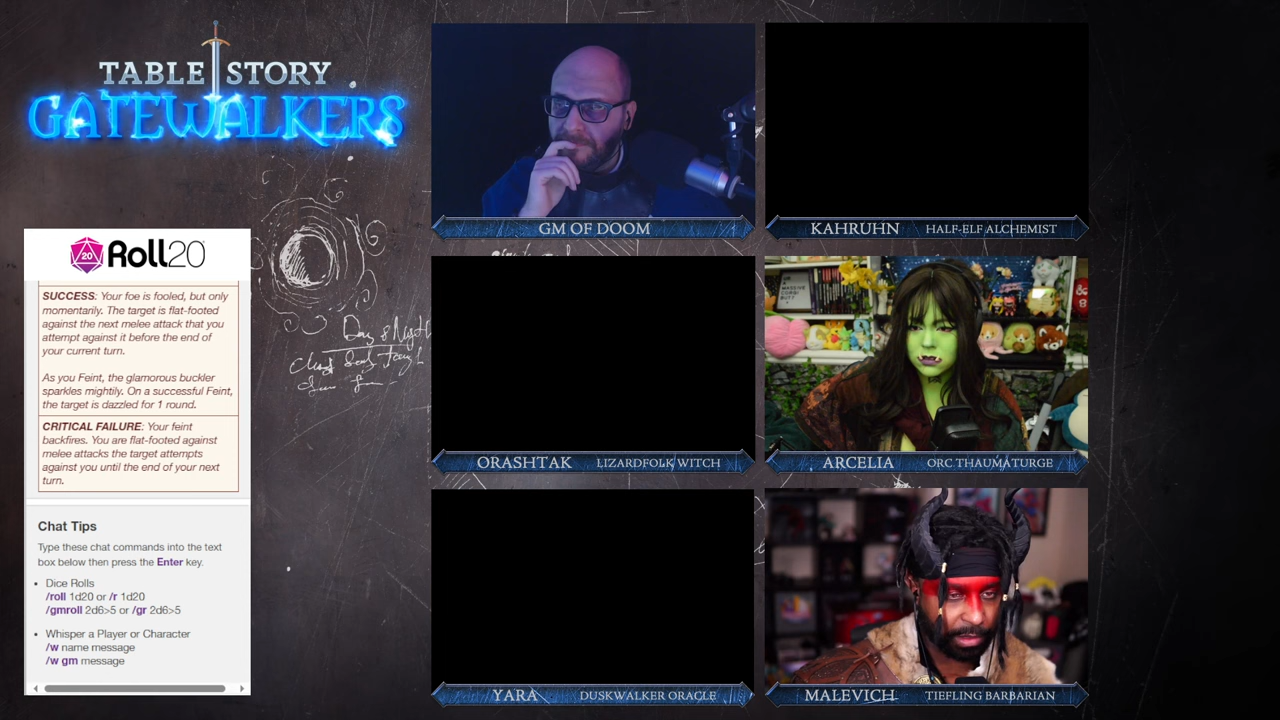 TABLE STORY
GATEWALKERS
Roll20
SUCCESS: Your foe is fooled, but only
momentarily. The target is flat-footed
against the next melee attack that you
attempt against it before the end of
your current turn.
As you Feint, the glamorous buckler
sparkles mightily. On a successful Feint,
the target is dazzled for 1 round.
CRITICAL FAILURE: Your feint
backfires. You are flat-footed against
melee attacks the target attempts
against you until the end of your next
turn.
Chat Tips
Type these chat commands into the text
box below then press the Enter key.
• Dice Rolls
/roll 1d20 or /r 1d20
/gmroll 2d6>5 or /gr 2d6>5
• Whisper a Player or Character
/w name message
/w gm message
Day & Night
GM OF DOOM
KAHRUHN HALF-ELF ALCHEMIST
ORASHTAK LIZARDFOLK WITCH
MASSIVE
CORGI
BUTT
ARCELIA ORC THAUMATURGE
YARA DUSKWALKER ORACLE
MALEVICH TIEFLING BARBARIAN